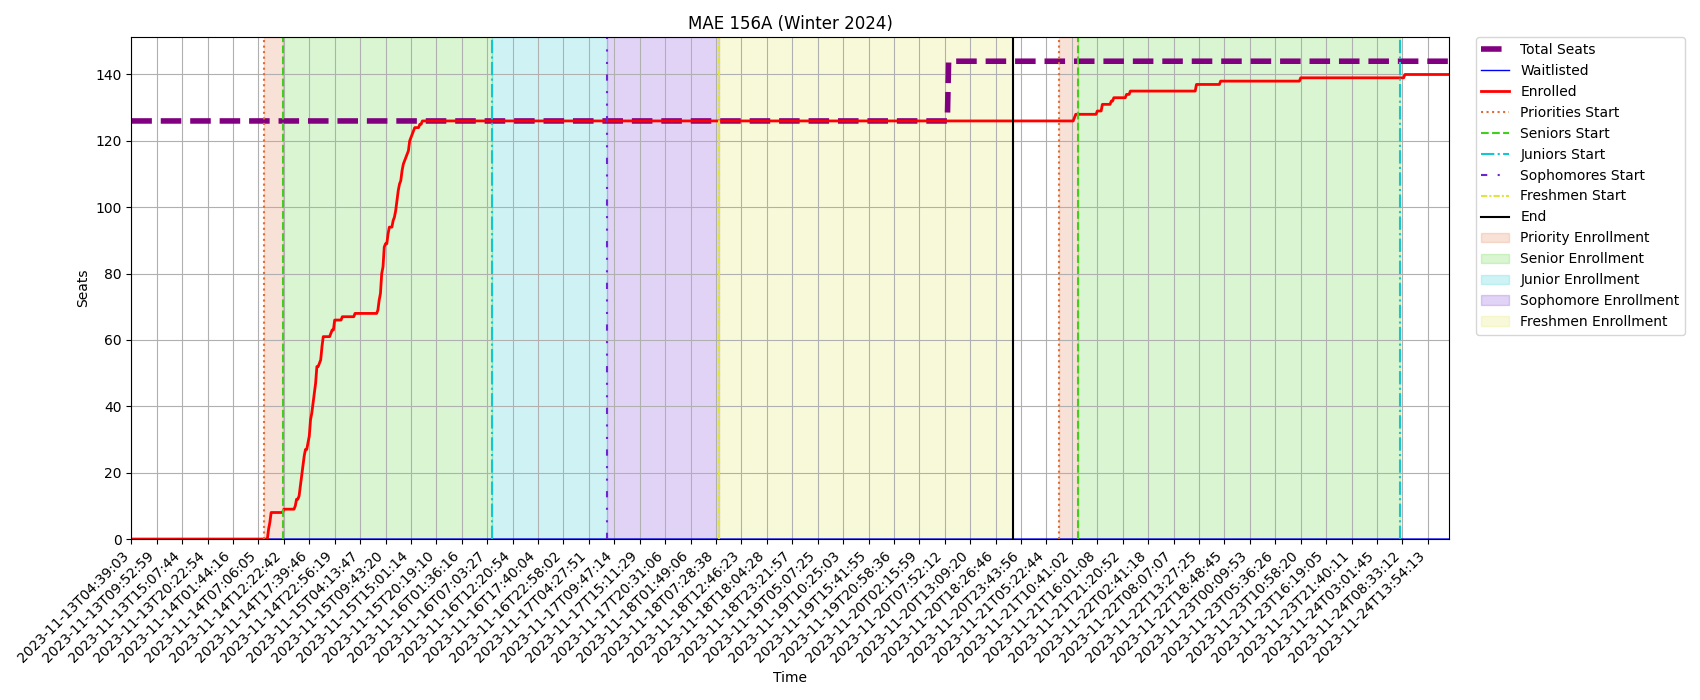 MAE 156A (Winter 2024)
Seats
140
120
100
80
60
40
20
0
2023-11-13T04:39:03
2023-11-13T09:52:59
2023-11-13T15:07:44
2023-11-13T20:22:54
2023-11-14T01:44:16
2023-11-14T07:06:05
2023-11-14T12:22:42
2023-11-14T17:39:46
2023-11-14T22:56:19
2023-11-15T04:13:47
2023-11-15T09:43:20
2023-11-15T15:01:14
2023-11-15T20:19:10
2023-11-16T01:36:16
2023-11-16T07:03:27
2023-11-16T12:20:54
2023-11-16T17:40:04
2023-11-16T22:58:02
2023-11-17T04:27:51
2023-11-17T09:47:14
2023-11-17T15:11:29
2023-11-17T20:31:06
2023-11-18T01:49:06
2023-11-18T07:28:38
2023-11-18T12:46:23
2023-11-18T18:04:28
2023-11-18T23:21:57
2023-11-19T05:07:25
2023-11-19T10:25:03
2023-11-19T15:41:55
2023-11-19T20:58:36
2023-11-20T02:15:59
2023-11-20T07:52:12
2023-11-20T13:09:20
2023-11-20T18:26:46
2023-11-20T23:43:56
2023-11-21T05:22:44
2023-11-21T10:41:02
2023-11-21T16:01:08
2023-11-21T21:20:52
2023-11-22T02:41:18
2023-11-22T08:07:07
2023-11-22T13:27:25
2023-11-22T18:48:45
2023-11-23T00:09:53
2023-11-23T05:36:26
2023-11-23T10:58:20
2023-11-23T16:19:05
2023-11-23T21:40:11
2023-11-24T03:01:45
2023-11-24T08:33:12
2023-11-24T13:54:13
Time
Total Seats
Waitlisted
Enrolled
Priorities Start
Seniors Start
Juniors Start
Sophomores Start
Freshmen Start
End
Priority Enrollment
Senior Enrollment
Junior Enrollment
Sophomore Enrollment
Freshmen Enrollment